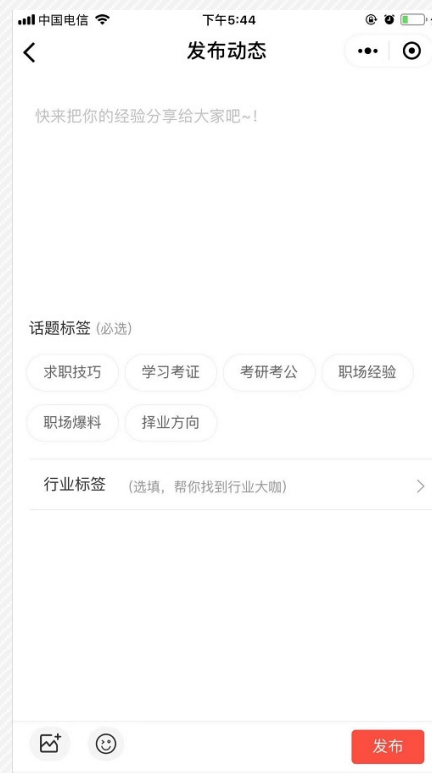 中国电信 下午5:44
发布动态
快来把你的经验分享给大家吧~!
话题标签 (必选)
求职技巧 学习考证 考研考公 职场经验
职场爆料 择业方向
行业标签 (选填，帮你找到行业大咖)
发布